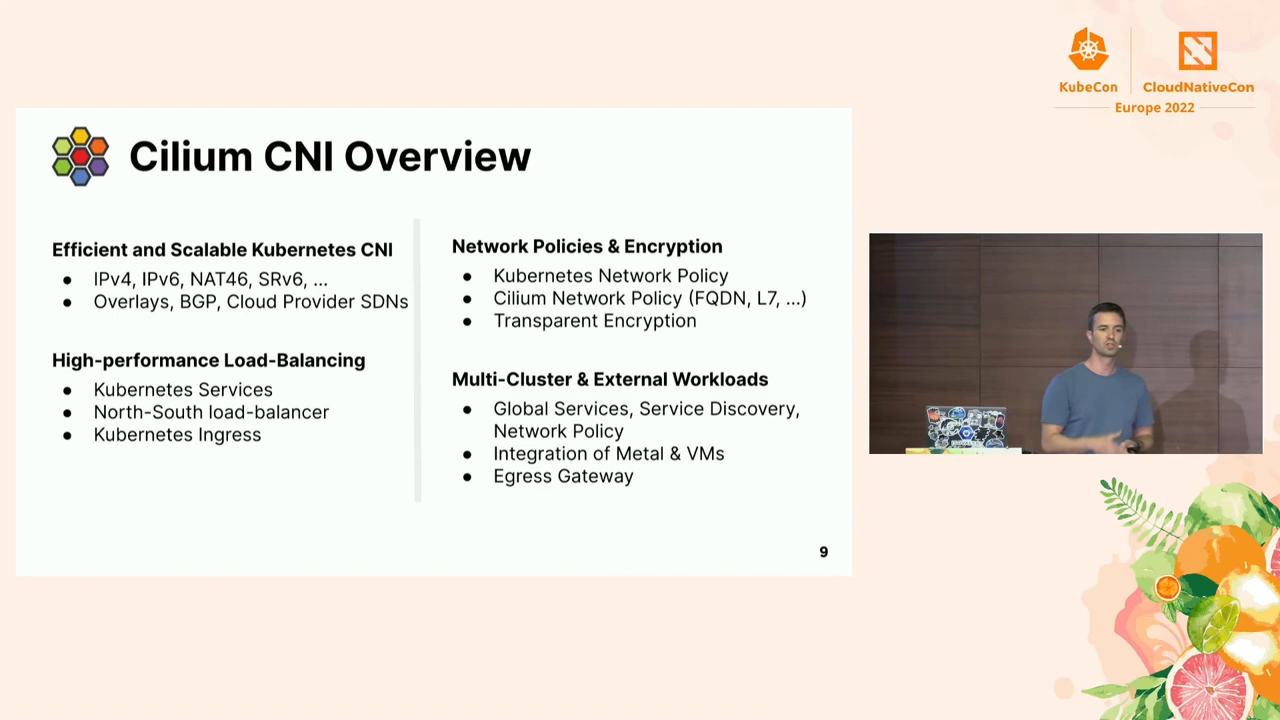 KubeCon
CloudNativeCon
Europe 2022
Cilium CNI Overview
Efficient and Scalable Kubernetes CNI
● IPv4, IPv6, NAT46, SRv6, ...
● Overlays, BGP, Cloud Provider SDNs
High-performance Load-Balancing
● Kubernetes Services
● North-South load-balancer
● Kubernetes Ingress
Network Policies & Encryption
● Kubernetes Network Policy
● Cilium Network Policy (FQDN, L7, ...)
● Transparent Encryption
Multi-Cluster & External Workloads
● Global Services, Service Discovery,
Network Policy
● Integration of Metal & VMs
● Egress Gateway
9